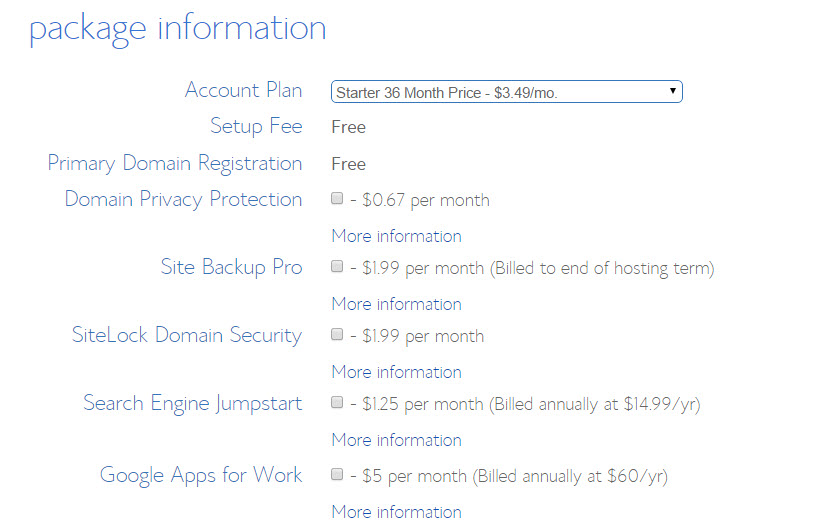 package information
Account Plan Starter 36 Month Price - $3.49/mo.
Setup Fee Free
Primary Domain Registration Free
Domain Privacy Protection - $0.67 per month
More information
Site Backup Pro - $1.99 per month (Billed to end of hosting term)
More information
SiteLock Domain Security - $1.99 per month
More information
Search Engine Jumpstart - $1.25 per month (Billed annually at $14.99/yr)
More information
Google Apps for Work - $5 per month (Billed annually at $60/yr)
More information